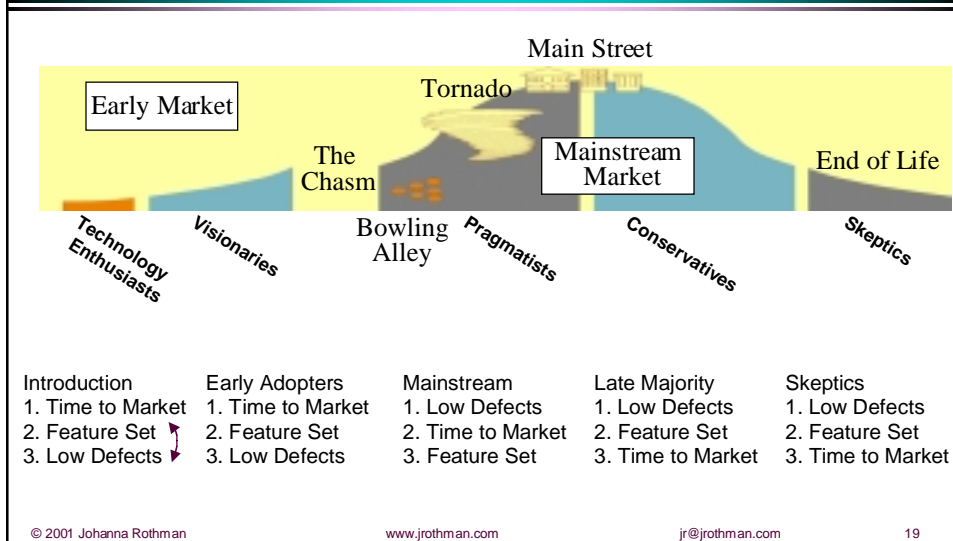 Main Street
Tornado
Early Market
The
Chasm
Mainstream
Market
End of Life
Bowling
Alley
Technology
Enthusiasts
Visionaries
Pragmatists
Conservatives
Skeptics
Introduction
1. Time to Market
2. Feature Set
3. Low Defects
Early Adopters
1. Time to Market
2. Feature Set
3. Low Defects
Mainstream
1. Low Defects
2. Time to Market
3. Feature Set
Late Majority
1. Low Defects
2. Feature Set
3. Time to Market
Skeptics
1. Low Defects
2. Feature Set
3. Time to Market
© 2001 Johanna Rothman
www.jrothman.com
jr@jrothman.com
19